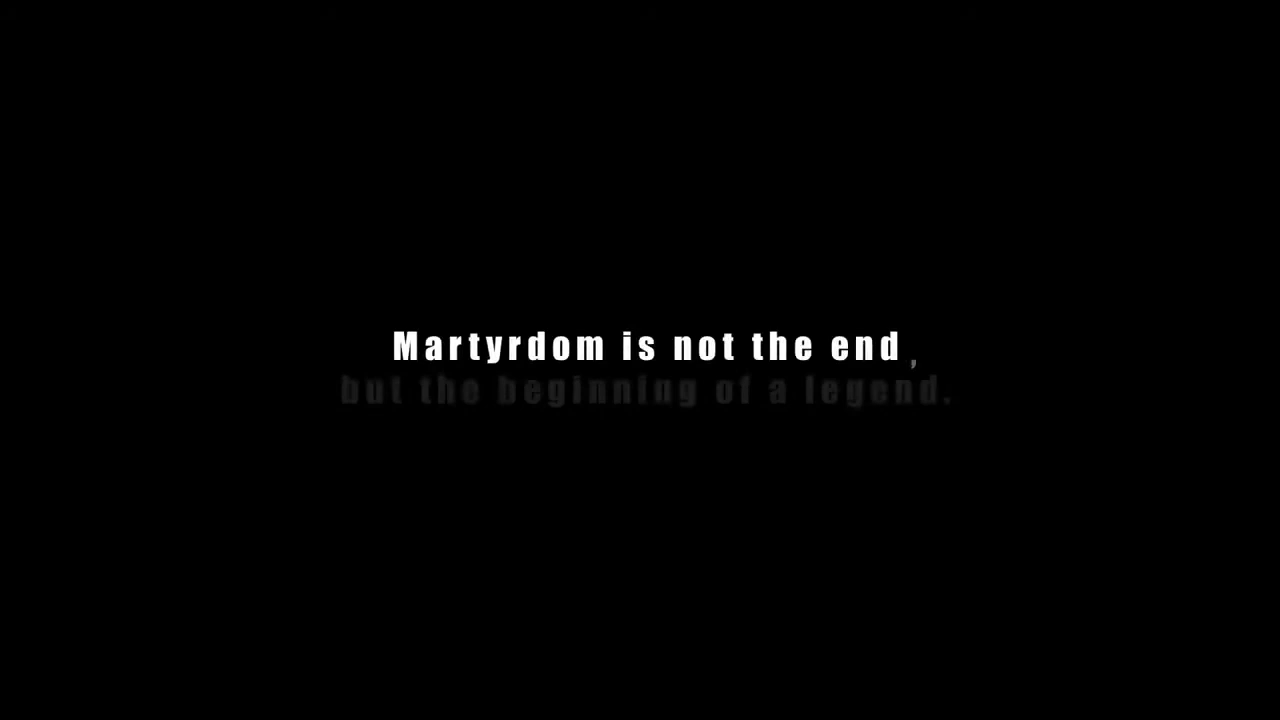 Martyrdom is not the end ,
but the beginning of a legend.